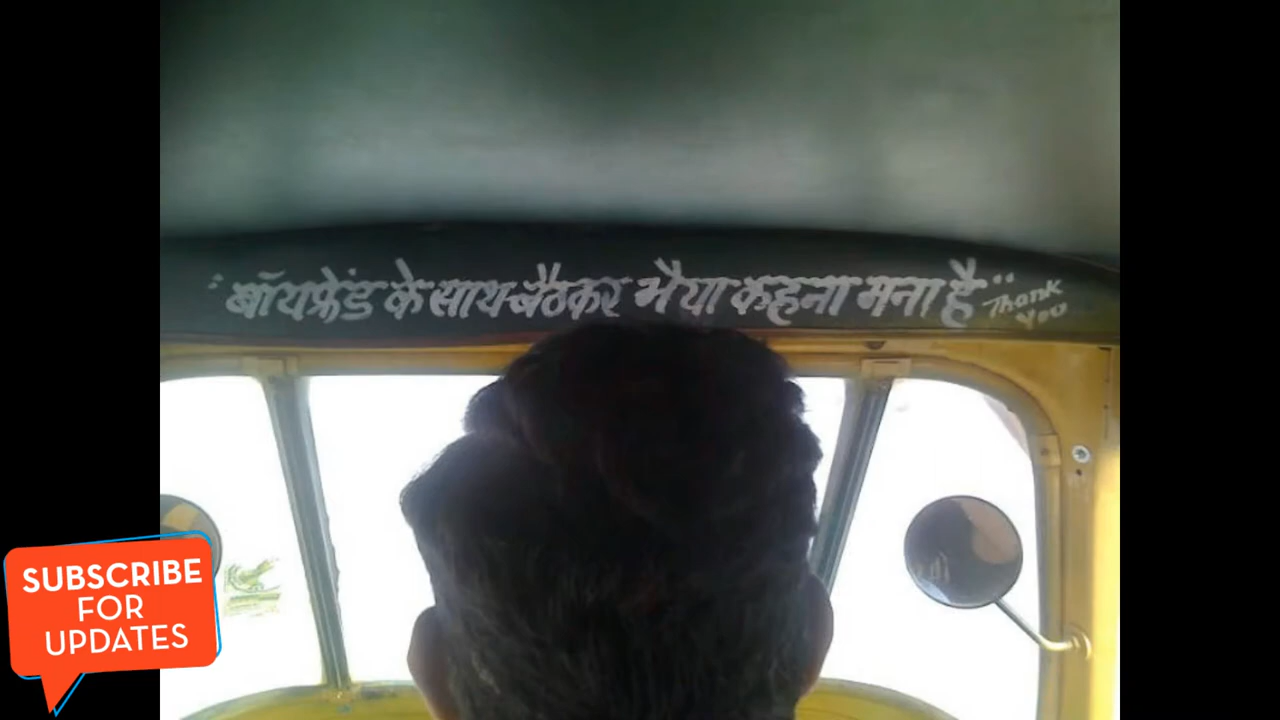 "बॉयफ्रेंड के साथ बैठकर भैया कहना मना है" Thank
You
SUBSCRIBE
FOR
UPDATES